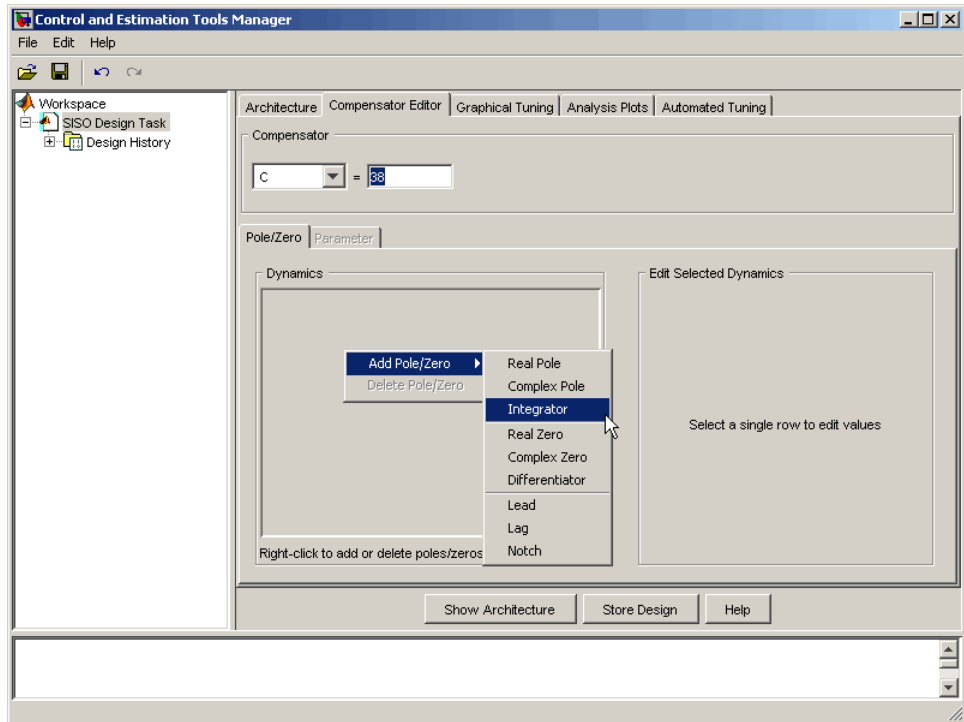 Control and Estimation Tools Manager
File Edit Help
Workspace
SISO Design Task
Design History
Architecture Compensator Editor Graphical Tuning Analysis Plots Automated Tuning
Compensator
C = 38
Pole/Zero Parameter
Dynamics
Edit Selected Dynamics
Add Pole/Zero
Delete Pole/Zero
Real Pole
Complex Pole
Integrator
Real Zero
Complex Zero
Differentiator
Lead
Lag
Notch
Select a single row to edit values
Right-click to add or delete poles/zeros
Show Architecture Store Design Help